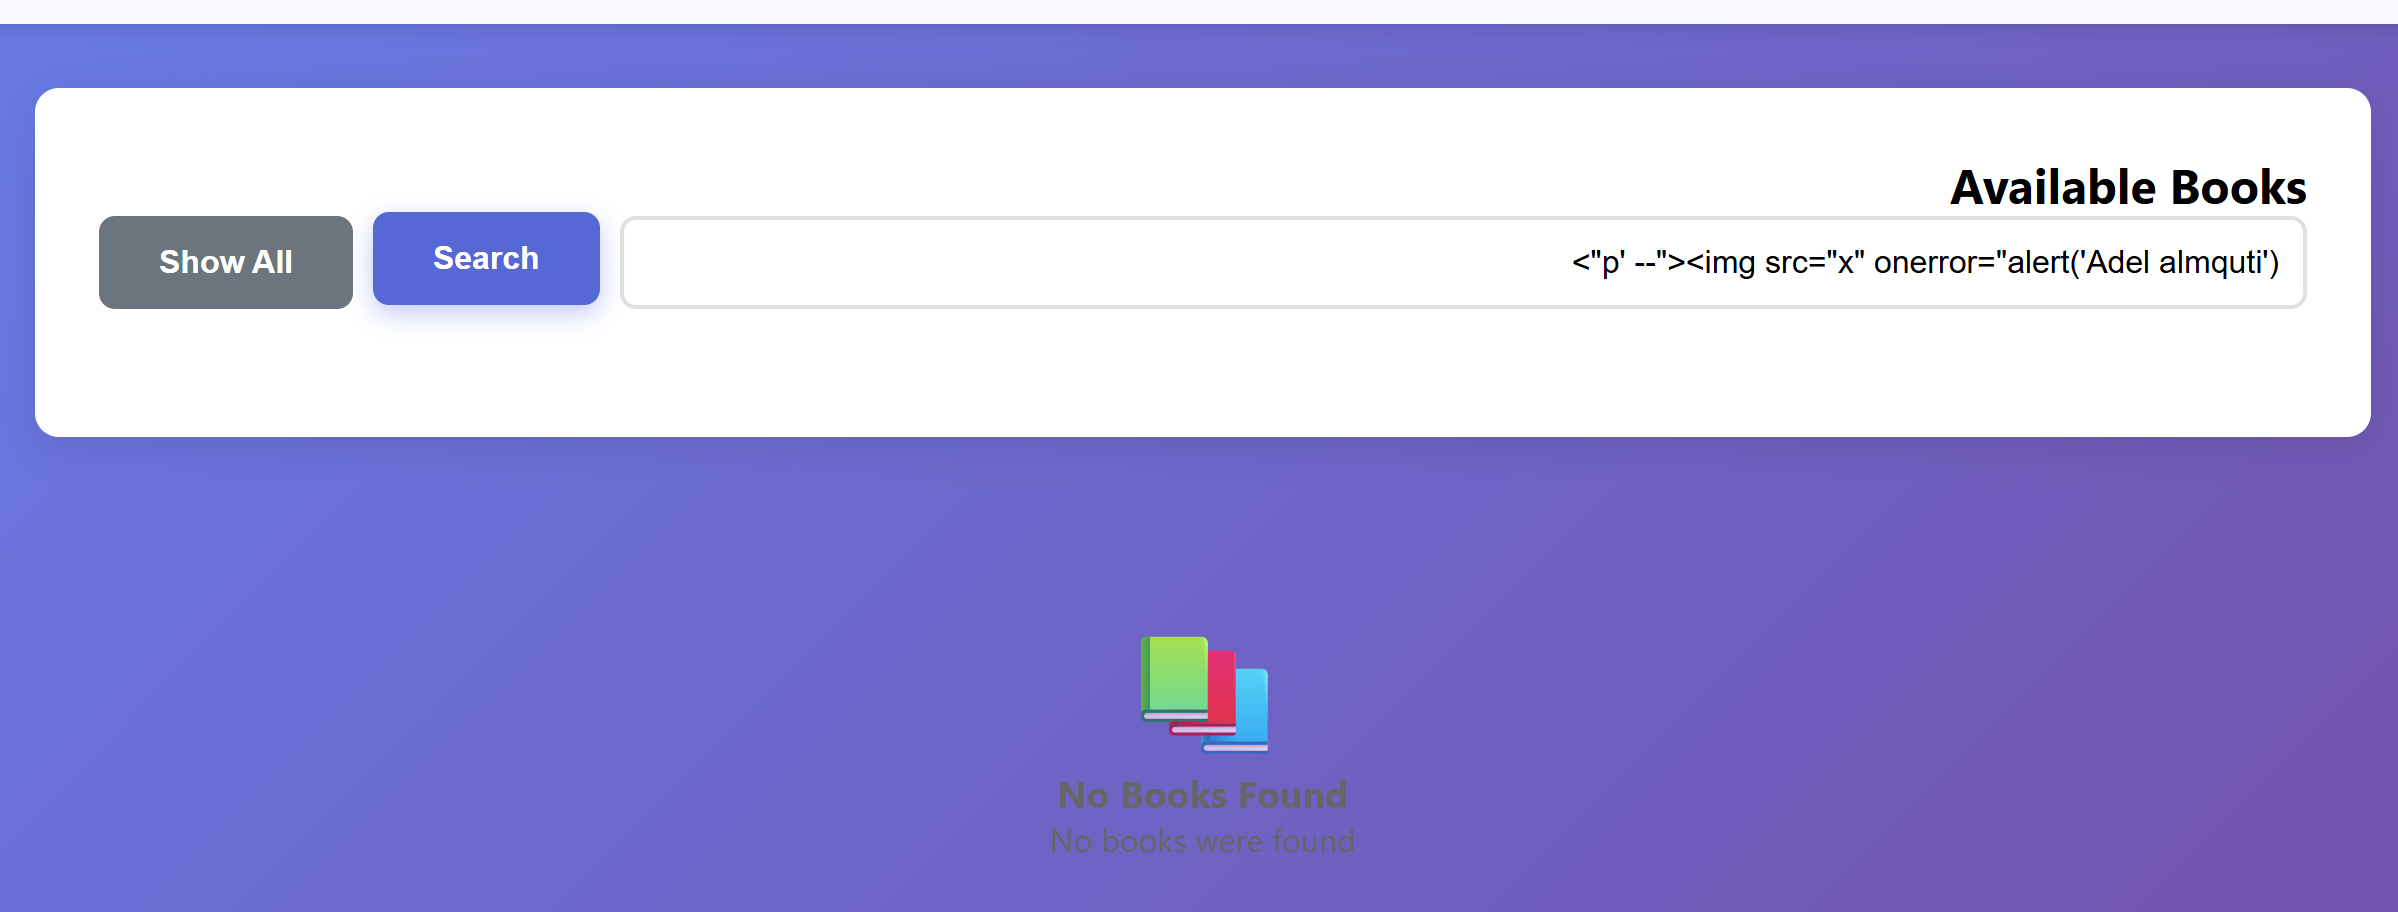 Available Books
Show All
Search
<"p' --"><img src="x" onerror="alert('Adel almquti')
No Books Found
No books were found